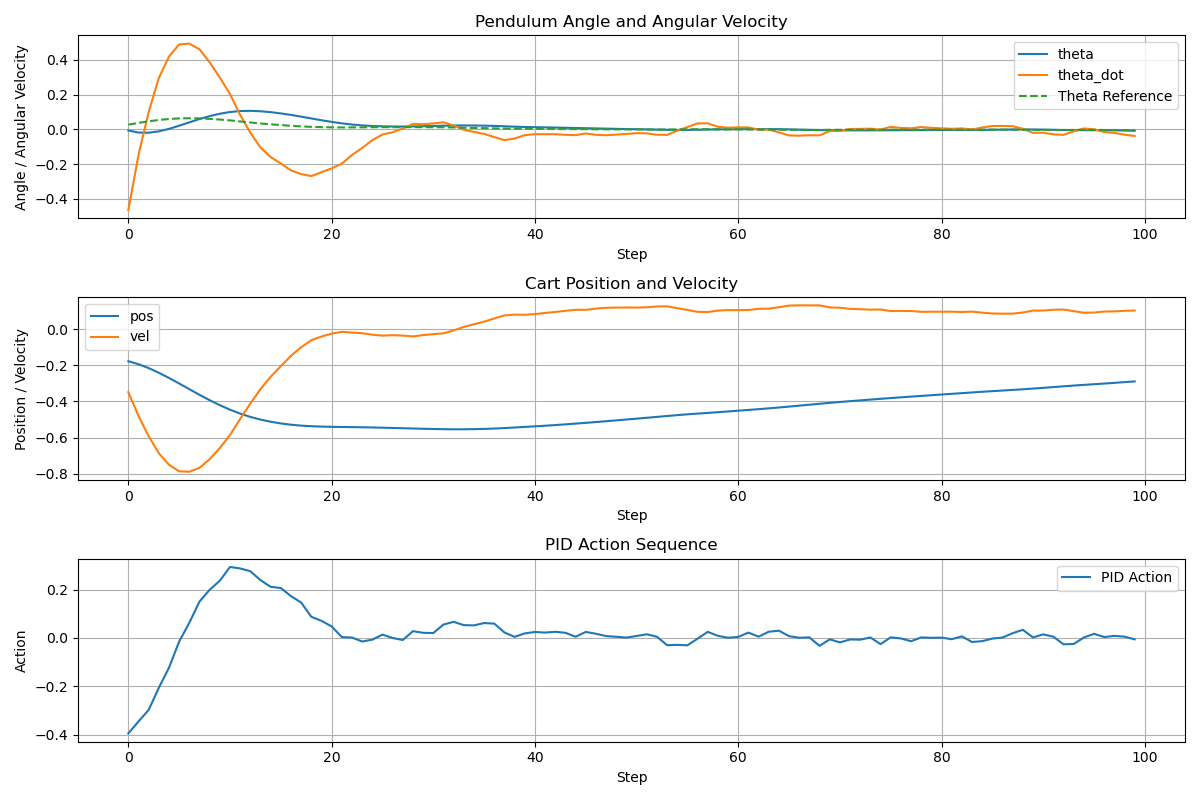 Pendulum Angle and Angular Velocity
Angle / Angular Velocity
0.4
0.2
0.0
−0.2
−0.4
theta
theta_dot
Theta Reference
0 20 40 60 80 100
Step
Cart Position and Velocity
Position / Velocity
0.0
−0.2
−0.4
−0.6
−0.8
pos
vel
0 20 40 60 80 100
Step
PID Action Sequence
Action
0.2
0.0
−0.2
−0.4
PID Action
0 20 40 60 80 100
Step